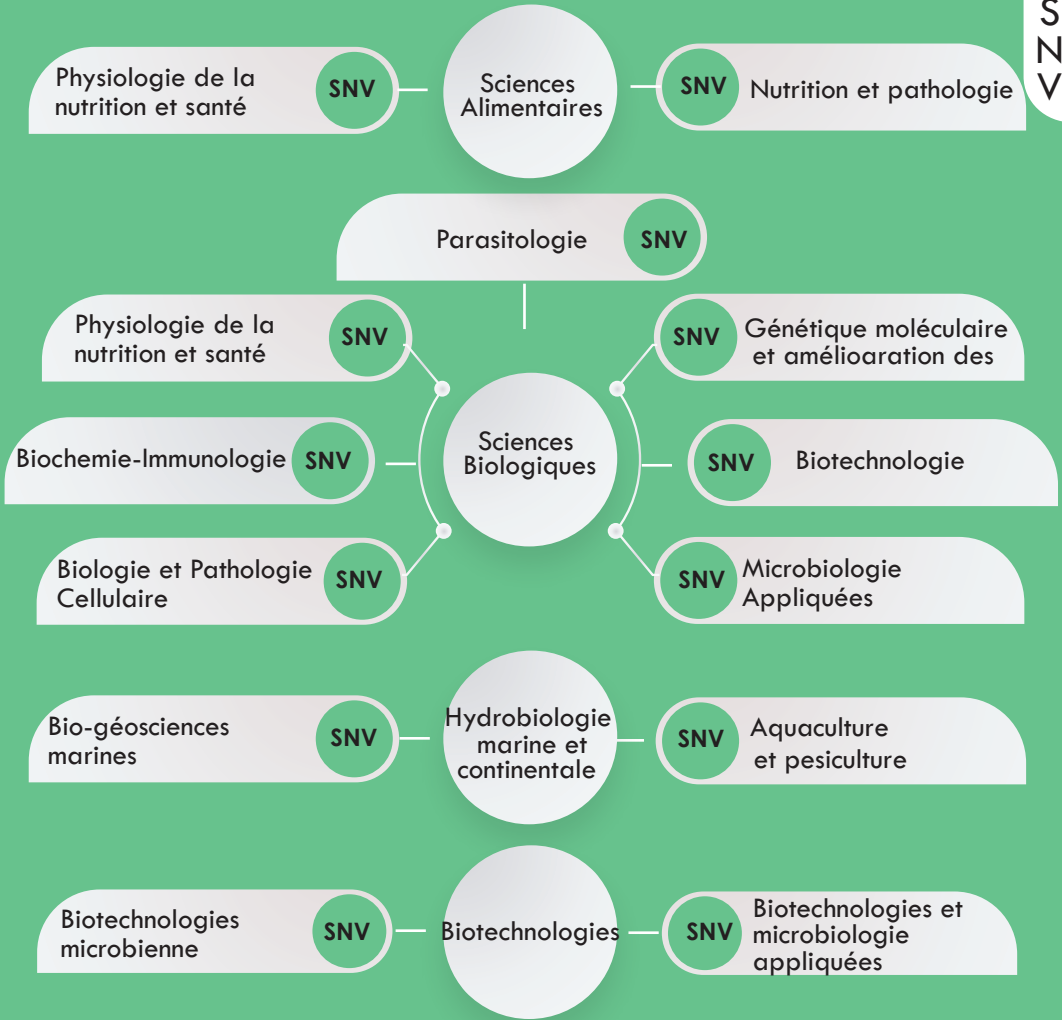 S
N
V
Physiologie de la
nutrition et santé
SNV
Sciences
Alimentaires
SNV
Nutrition et pathologie
Parasitologie
SNV
Physiologie de la
nutrition et santé
SNV
SNV
Génétique moléculaire
et amélioaration des
Biochemie-Immunologie
SNV
Sciences
Biologiques
SNV
Biotechnologie
Biologie et Pathologie
Cellulaire
SNV
SNV
Microbiologie
Appliquées
Bio-géosciences
marines
SNV
Hydrobiologie
marine et
continentale
SNV
Aquaculture
et pesiculture
Biotechnologies
microbienne
SNV
Biotechnologies
SNV
Biotechnologies et
microbiologie
appliquées